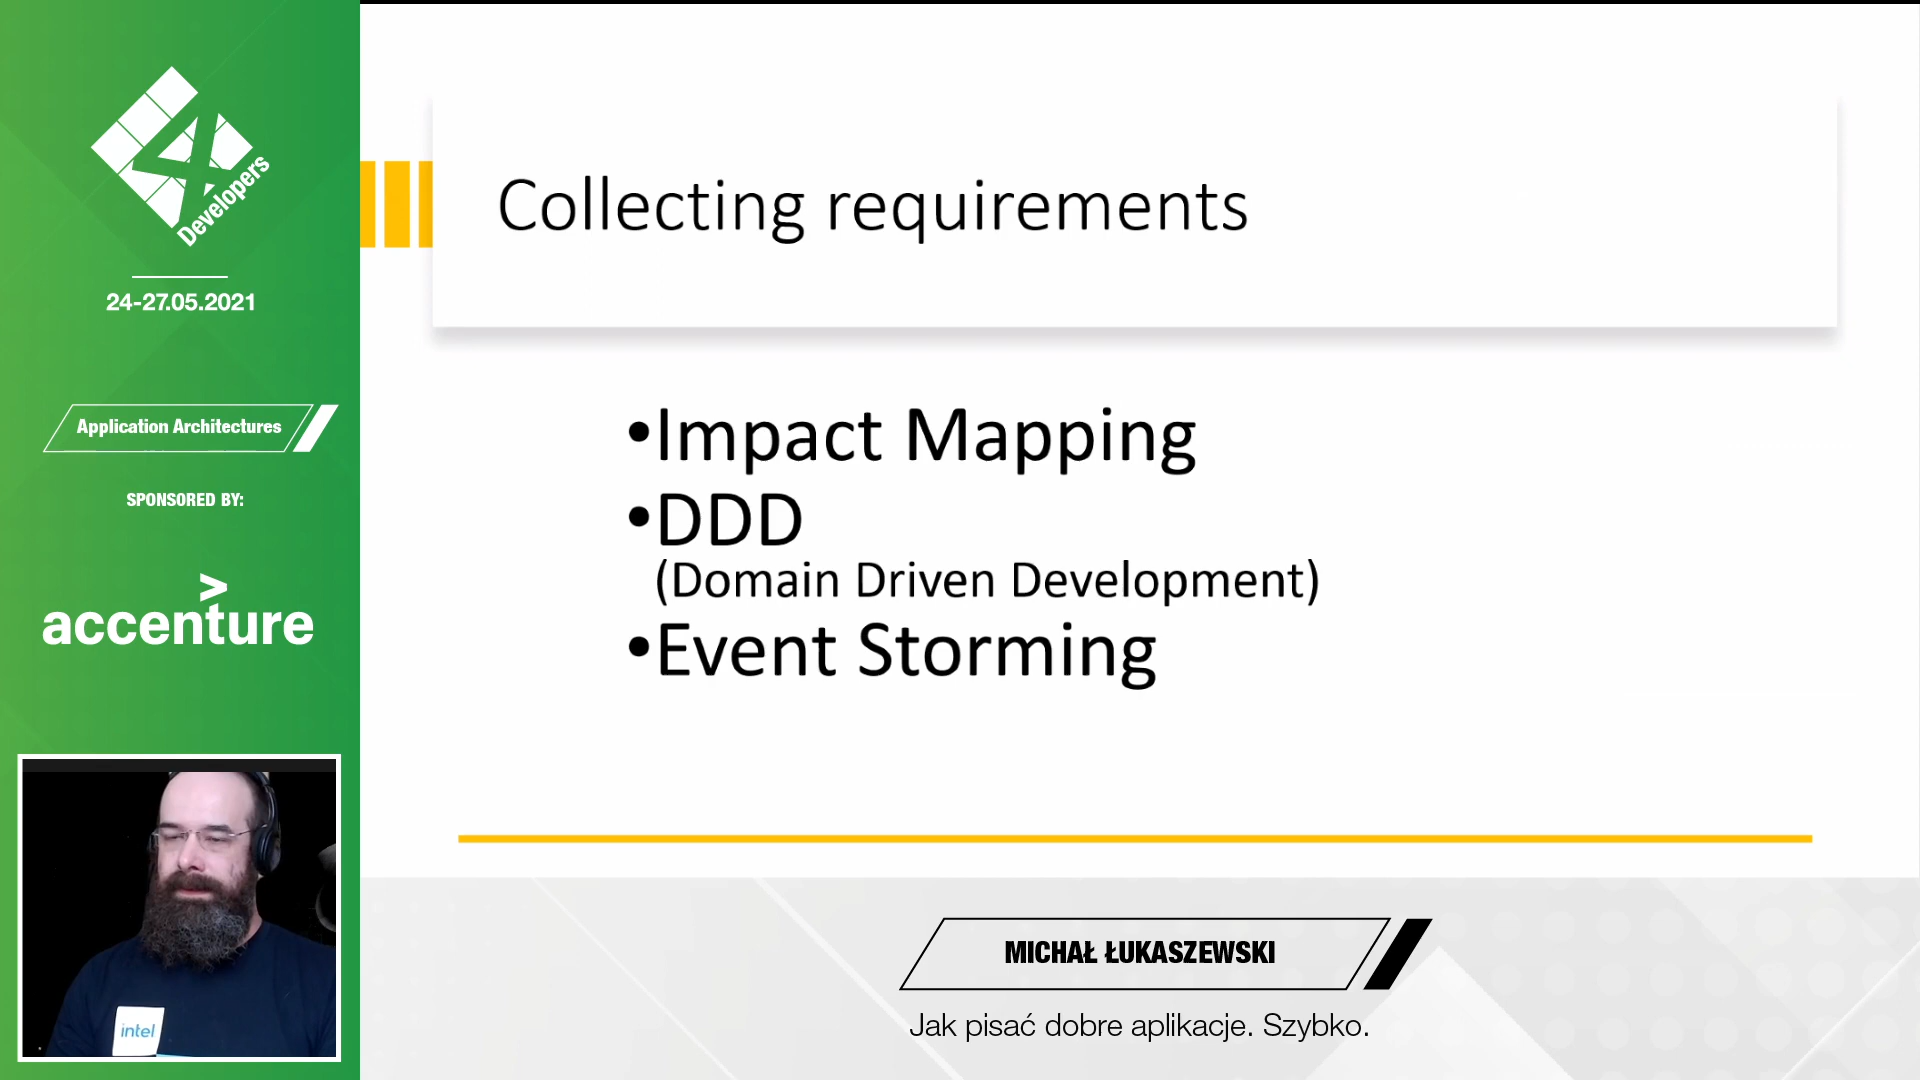 4
Developers
24-27.05.2021
Application Architectures
SPONSORED BY:
>
accenture
intel
Collecting requirements
•Impact Mapping
•DDD
(Domain Driven Development)
•Event Storming
MICHAŁ ŁUKASZEWSKI
Jak pisać dobre aplikacje. Szybko.